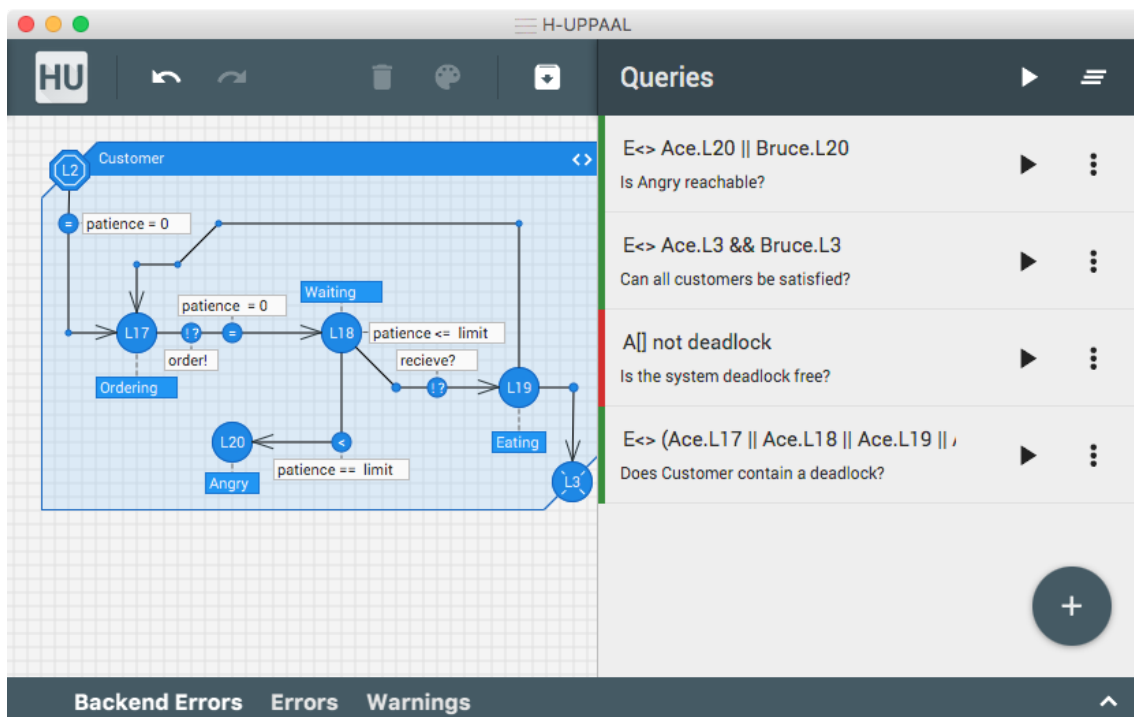 H-UPPAAL
HU
Queries
L2
Customer
<>
= patience = 0
patience = 0
Waiting
L17 !? = L18 patience <= limit
order!
recieve?
!? L19
Ordering
L20 <
Eating
patience == limit
Angry
L3
E<> Ace.L20 || Bruce.L20
Is Angry reachable?
E<> Ace.L3 && Bruce.L3
Can all customers be satisfied?
A[] not deadlock
Is the system deadlock free?
E<> (Ace.L17 || Ace.L18 || Ace.L19 ||
Does Customer contain a deadlock?
+
Backend Errors Errors Warnings